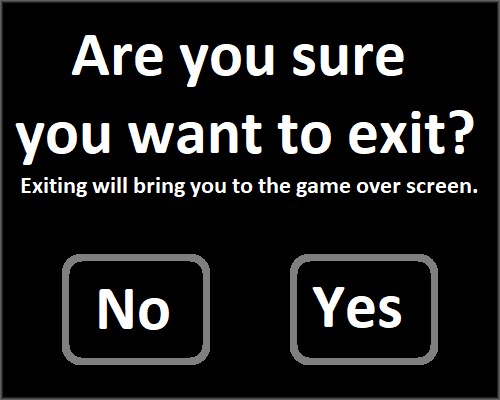 Are you sure
you want to exit?
Exiting will bring you to the game over screen.
No
Yes